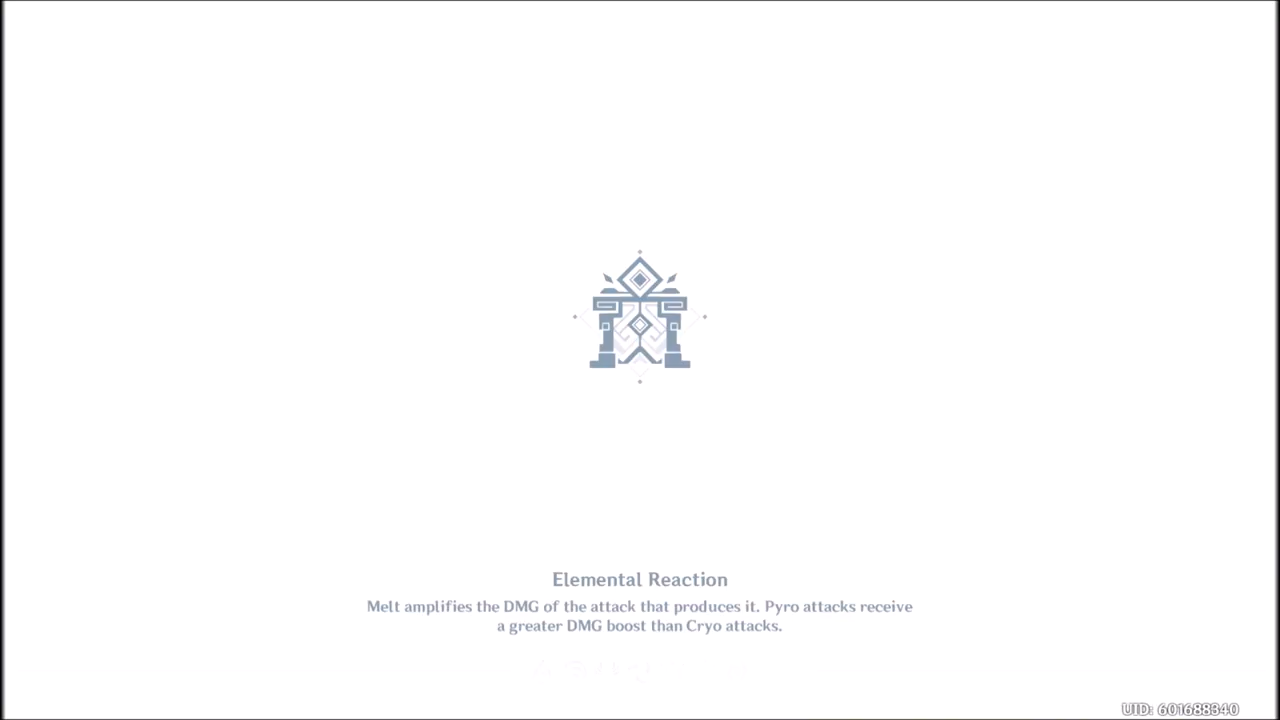 Elemental Reaction
Melt amplifies the DMG of the attack that produces it. Pyro attacks receive
a greater DMG boost than Cryo attacks.
UID: 601688340